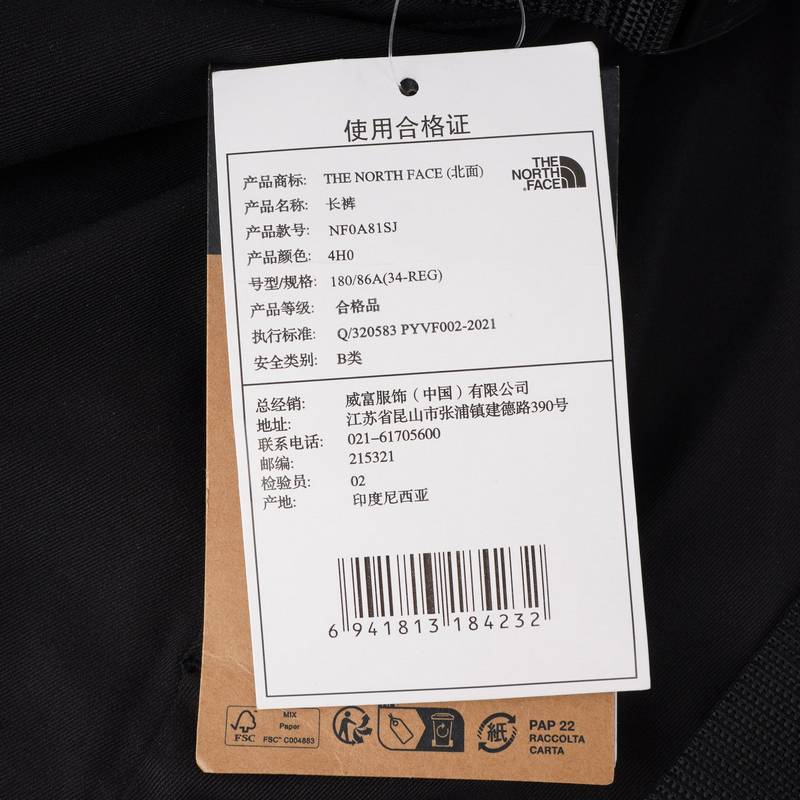 使用合格证
THE NORTH FACE
产品商标: THE NORTH FACE (北面)
产品名称: 长裤
产品款号: NF0A81SJ
产品颜色: 4H0
号型/规格: 180/86A(34-REG)
产品等级: 合格品
执行标准: Q/320583 PYVF002-2021
安全类别: B类
总经销: 威富服饰（中国）有限公司
地址: 江苏省昆山市张浦镇建德路390号
联系电话: 021-61705600
邮编: 215321
检验员: 02
产地: 印度尼西亚
6 941813 184232
FSC
MIX
Paper
FSC™ C004883
紙
PAP 22
RACCOLTA
CARTA